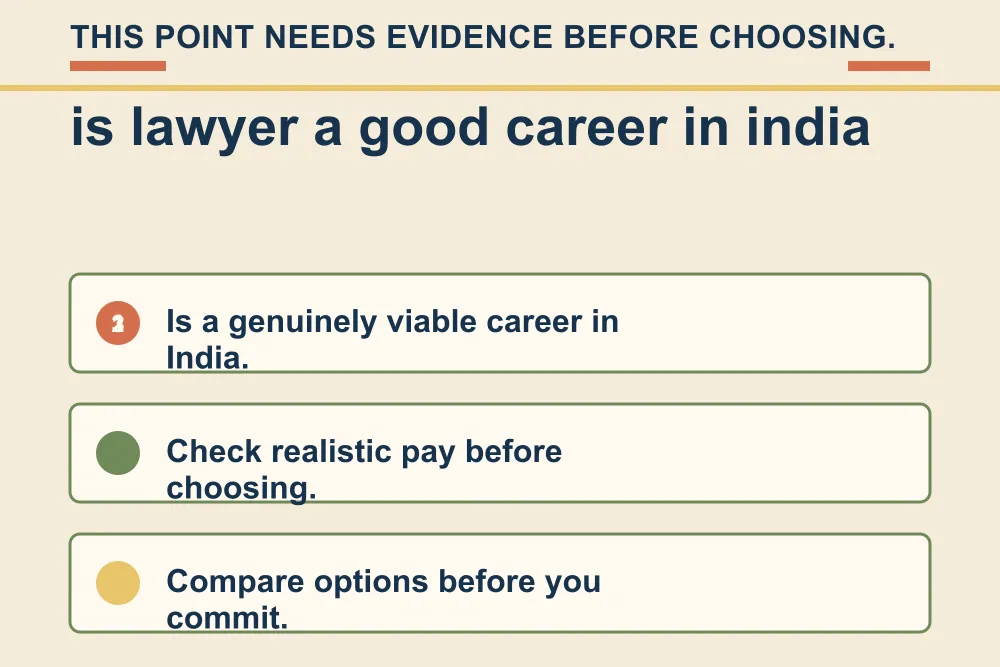 THIS POINT NEEDS EVIDENCE BEFORE CHOOSING.
is lawyer a good career in india
Is a genuinely viable career in
India.
Check realistic pay before
choosing.
Compare options before you
commit.